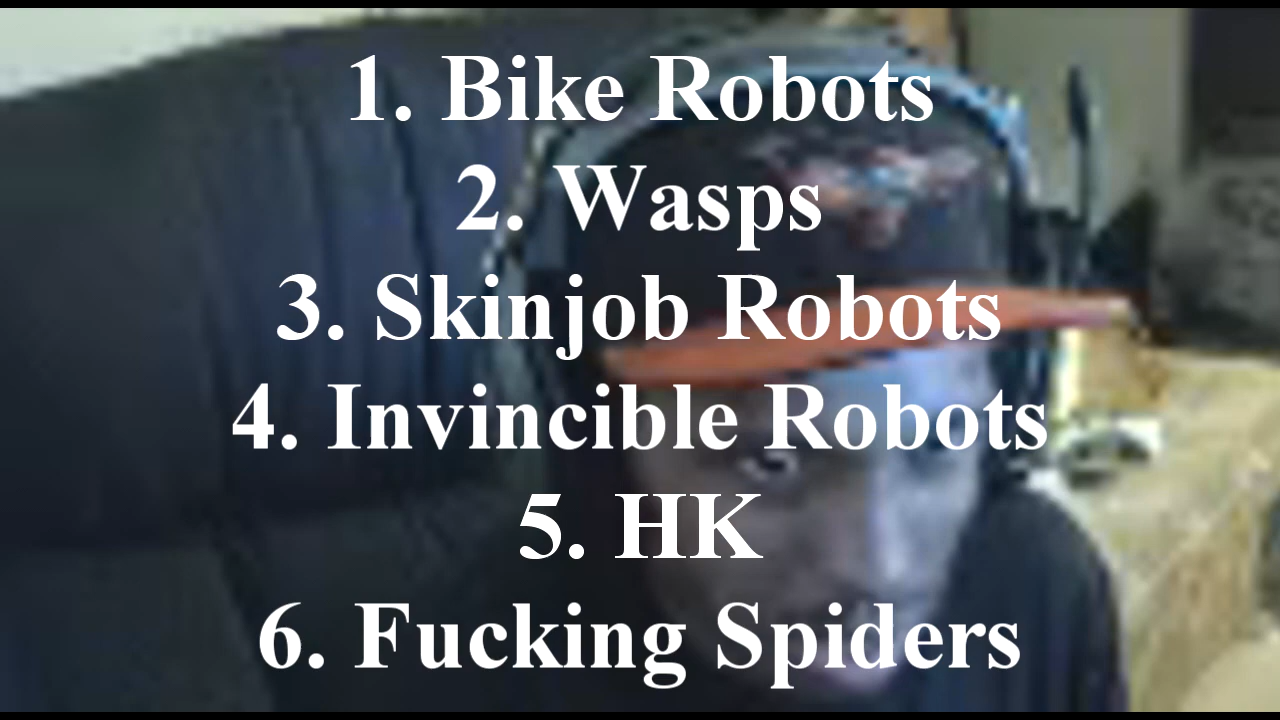 1. Bike Robots
2. Wasps
3. Skinjob Robots
4. Invincible Robots
5. HK
6. Fucking Spiders